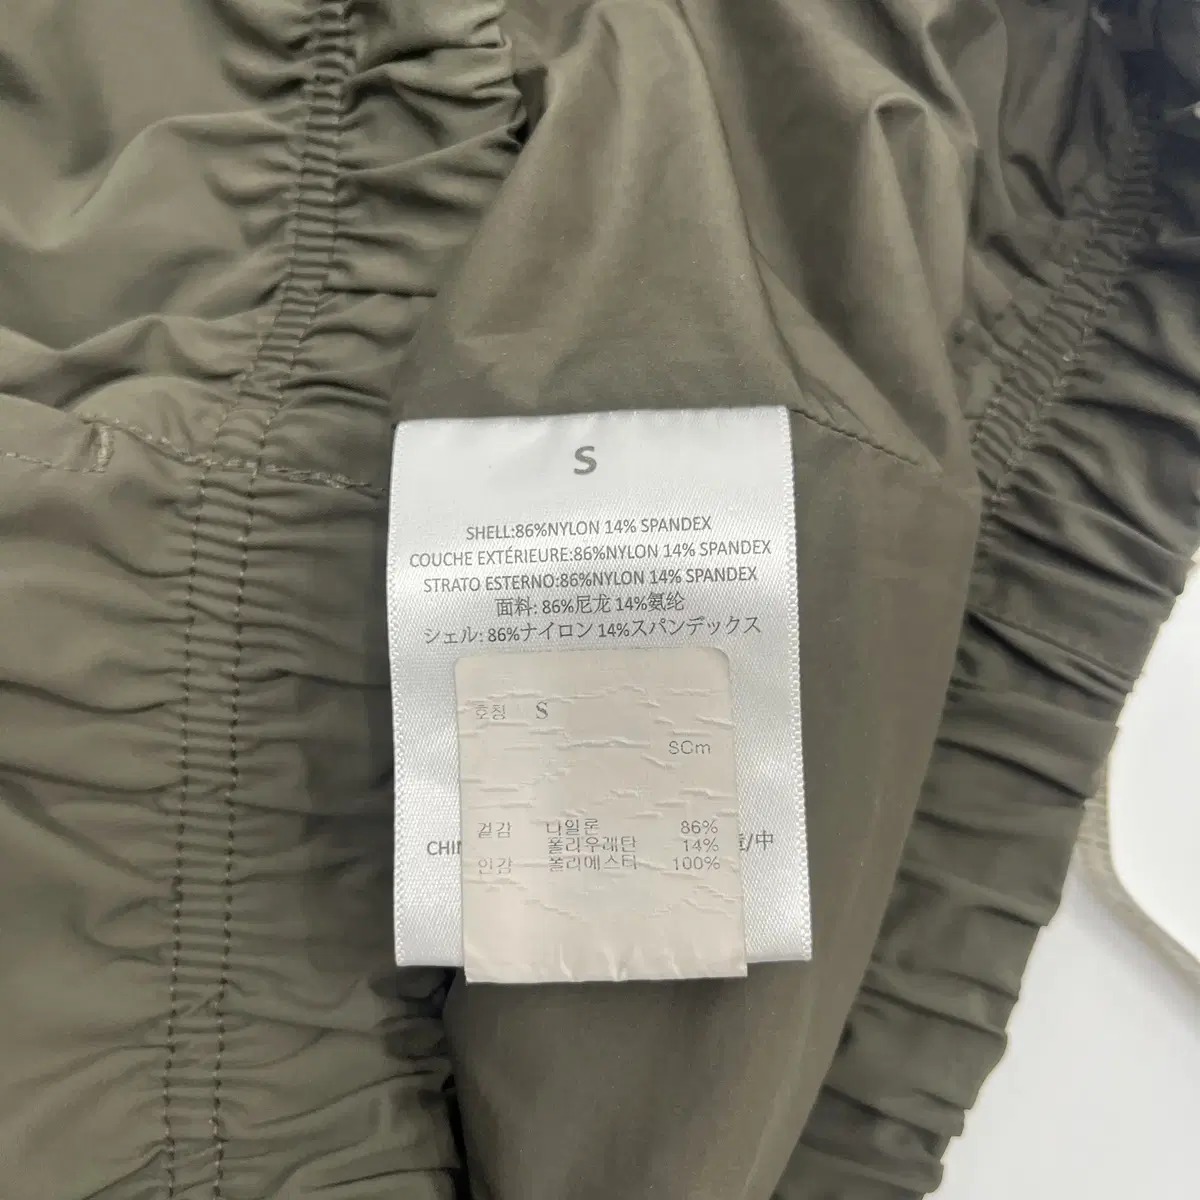 S
SHELL:86%NYLON 14% SPANDEX
COUCHE EXTÉRIEURE:86%NYLON 14% SPANDEX
STRATO ESTERNO:86%NYLON 14% SPANDEX
面料: 86%尼龙 14%氨纶
シェル: 86%ナイロン 14%スパンデックス
호칭 S
SCm
겉감 나일론 86%
폴리우레탄 14%
안감 폴리에스터 100%
CHI
/中